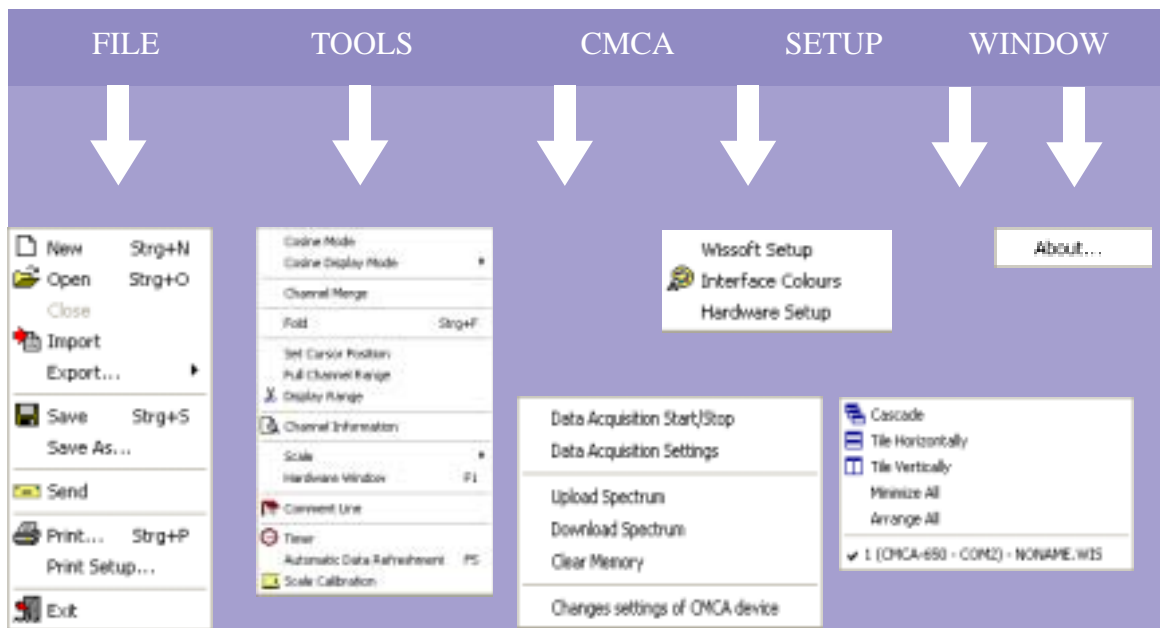 FILE TOOLS CMCA SETUP WINDOW
New Strg+N
Open Strg+O
Close
Import
Export...
Save Strg+S
Save As...
Send
Print... Strg+P
Print Setup...
Exit
Cosine Mode
Cosine Display Mode
Channel Merge
Fold Strg+F
Set Cursor Position
Full Channel Range
Display Range
Channel Information
Scale
Hardware Window F1
Comment Line
Timer
Automatic Data Refreshment F5
Scale Calibration
Data Acquisition Start/Stop
Data Acquisition Settings
Upload Spectrum
Download Spectrum
Clear Memory
Changes settings of CMCA device
Wissoft Setup
Interface Colours
Hardware Setup
Cascade
Tile Horizontally
Tile Vertically
Minimize All
Arrange All
1 (CMCA-650 - COM2) - NONAME.WIS
About...